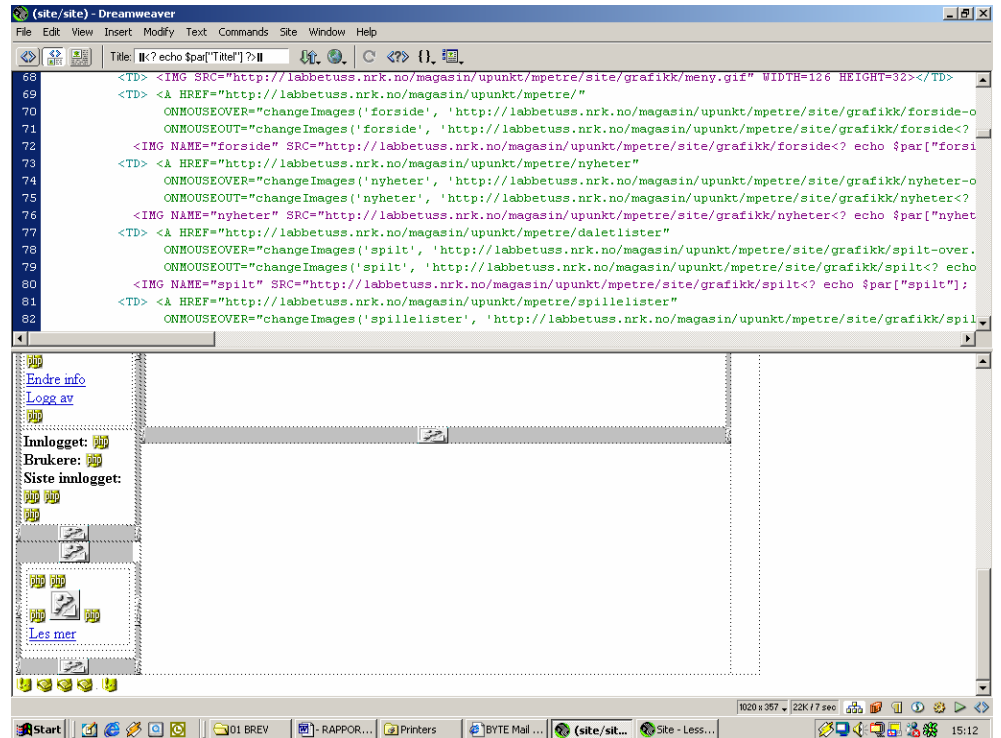 (site/site) - Dreamweaver
File Edit View Insert Modify Text Commands Site Window Help
Title: <? echo $par["Tittel"] ?>
68 <TD> <IMG SRC="http://labbetuss.nrk.no/magasin/upunkt/mpetre/site/grafikk/meny.gif" WIDTH=126 HEIGHT=32></TD>
69 <TD> <A HREF="http://labbetuss.nrk.no/magasin/upunkt/mpetre/"
70 ONMOUSEOVER="changeImages('forside', 'http://labbetuss.nrk.no/magasin/upunkt/mpetre/site/grafikk/forside-o
71 ONMOUSEOUT="changeImages('forside', 'http://labbetuss.nrk.no/magasin/upunkt/mpetre/site/grafikk/forside<?
72 <IMG NAME="forside" SRC="http://labbetuss.nrk.no/magasin/upunkt/mpetre/site/grafikk/forside<? echo $par["forsi
73 <TD> <A HREF="http://labbetuss.nrk.no/magasin/upunkt/mpetre/nyheter"
74 ONMOUSEOVER="changeImages('nyheter', 'http://labbetuss.nrk.no/magasin/upunkt/mpetre/site/grafikk/nyheter-o
75 ONMOUSEOUT="changeImages('nyheter', 'http://labbetuss.nrk.no/magasin/upunkt/mpetre/site/grafikk/nyheter<?
76 <IMG NAME="nyheter" SRC="http://labbetuss.nrk.no/magasin/upunkt/mpetre/site/grafikk/nyheter<? echo $par["nyhet
77 <TD> <A HREF="http://labbetuss.nrk.no/magasin/upunkt/mpetre/daletlister"
78 ONMOUSEOVER="changeImages('spilt', 'http://labbetuss.nrk.no/magasin/upunkt/mpetre/site/grafikk/spilt-over.
79 ONMOUSEOUT="changeImages('spilt', 'http://labbetuss.nrk.no/magasin/upunkt/mpetre/site/grafikk/spilt<? echo
80 <IMG NAME="spilt" SRC="http://labbetuss.nrk.no/magasin/upunkt/mpetre/site/grafikk/spilt<? echo $par["spilt"];
81 <TD> <A HREF="http://labbetuss.nrk.no/magasin/upunkt/mpetre/spillelister"
82 ONMOUSEOVER="changeImages('spillelister', 'http://labbetuss.nrk.no/magasin/upunkt/mpetre/site/grafikk/spil
php
Endre info
Logg av
php
Innlogget: php
Brukere: php
Siste innlogget:
php php
php
php php
php php
Les mer
1020 x 357 22K / 7 sec
Start 01 BREV - RAPPOR... Printers BYTE Mail ... (site/sit... Site - Less... 15:12